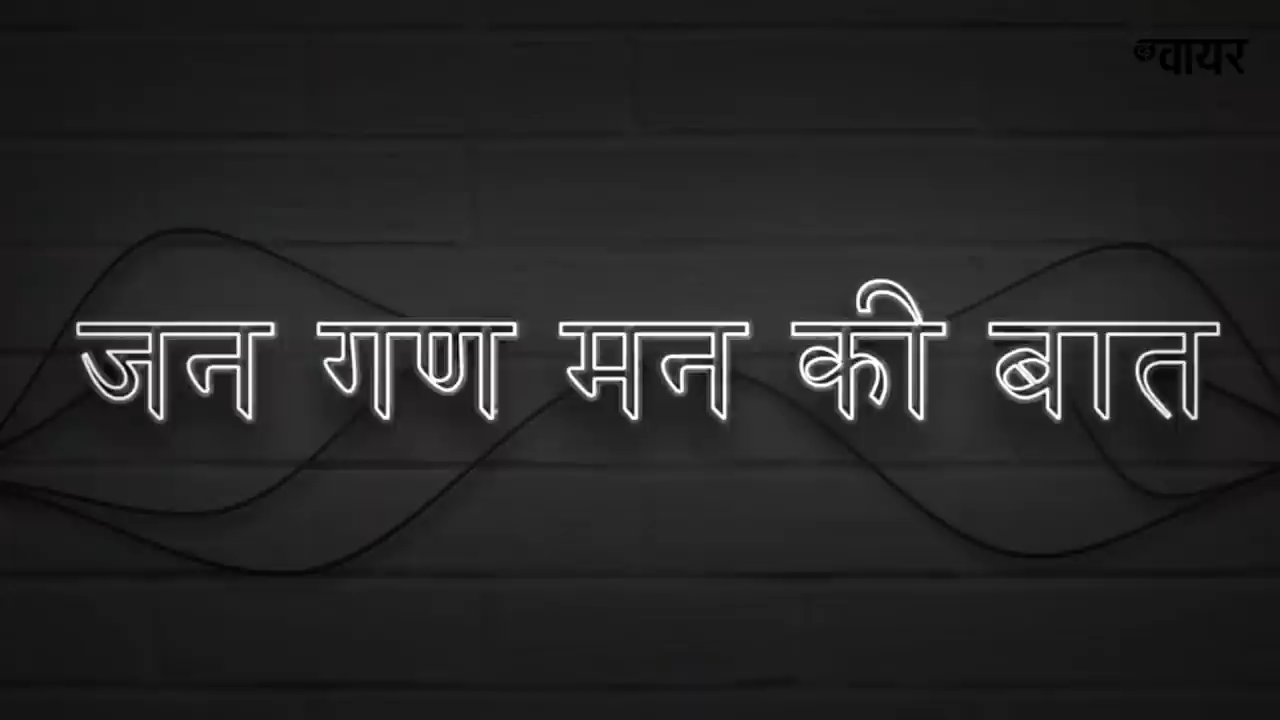 द वायर
जन गण मन की बात